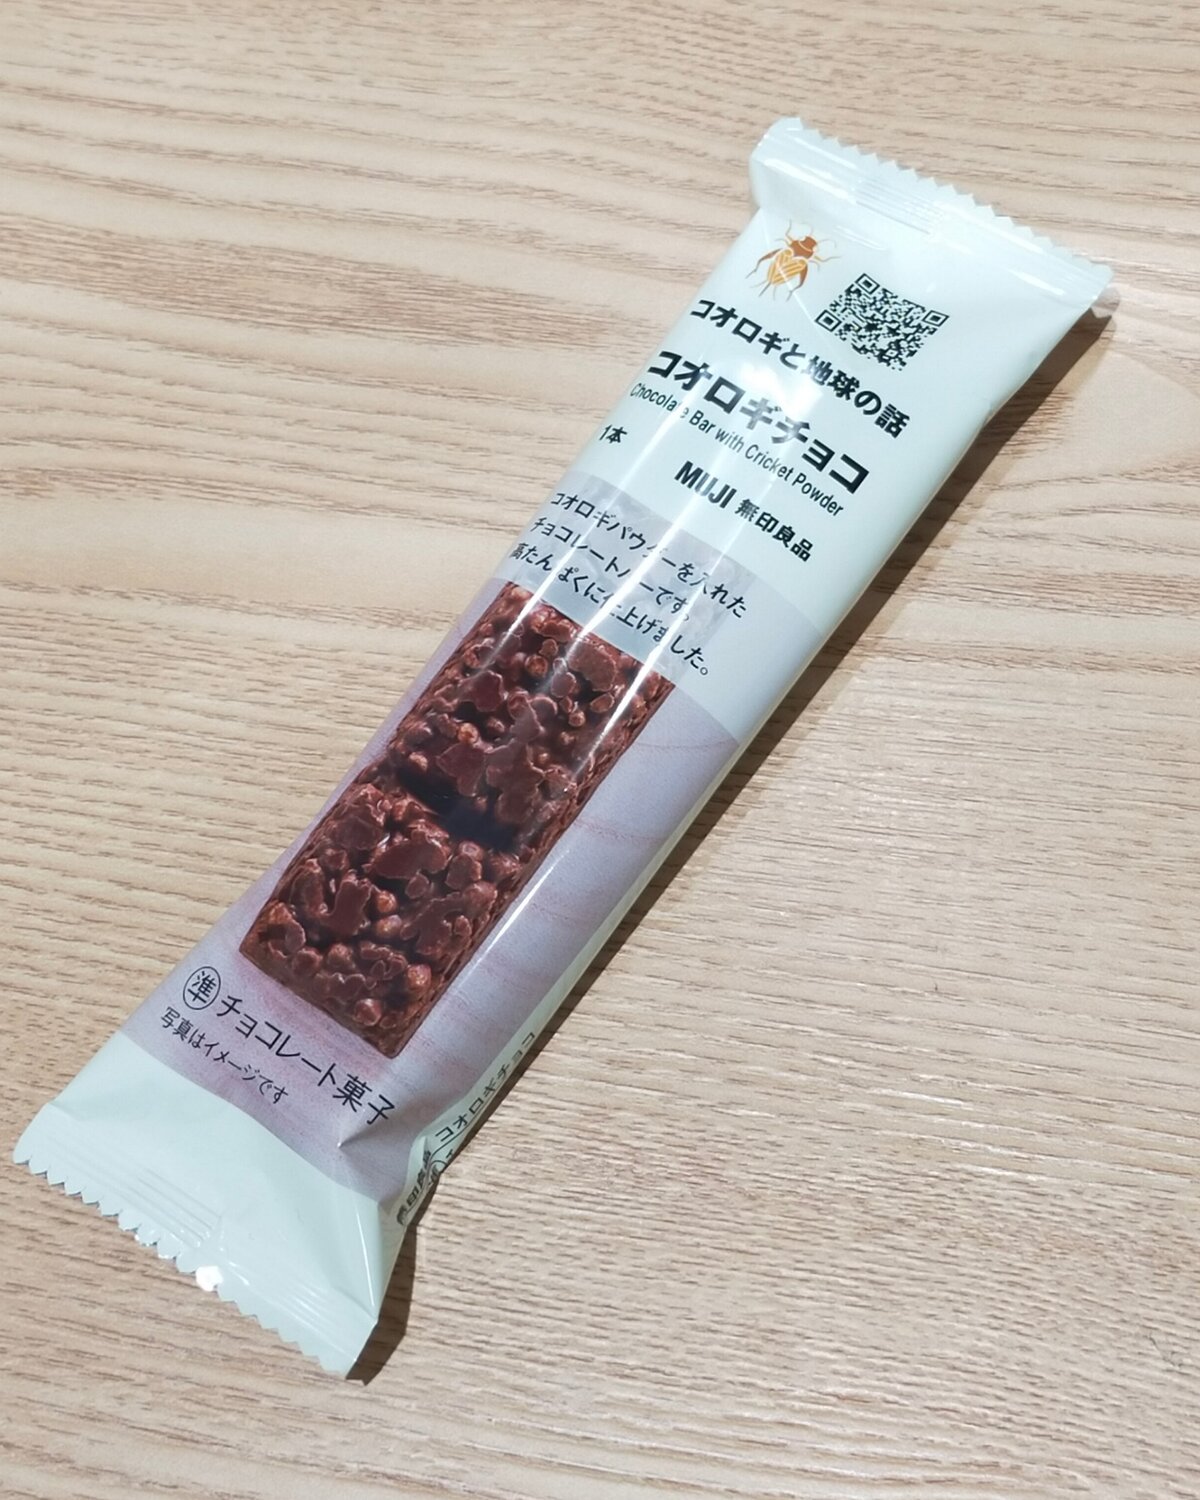 コオロギと地球の話
コオロギチョコ
Chocolate Bar with Cricket Powder
1本
MUJI 無印良品
コオロギパウダーを入れた
チョコレートバーです。
高たんぱくに仕上げました。
準 チョコレート菓子
写真はイメージです
無印良品
コオロギチョコ